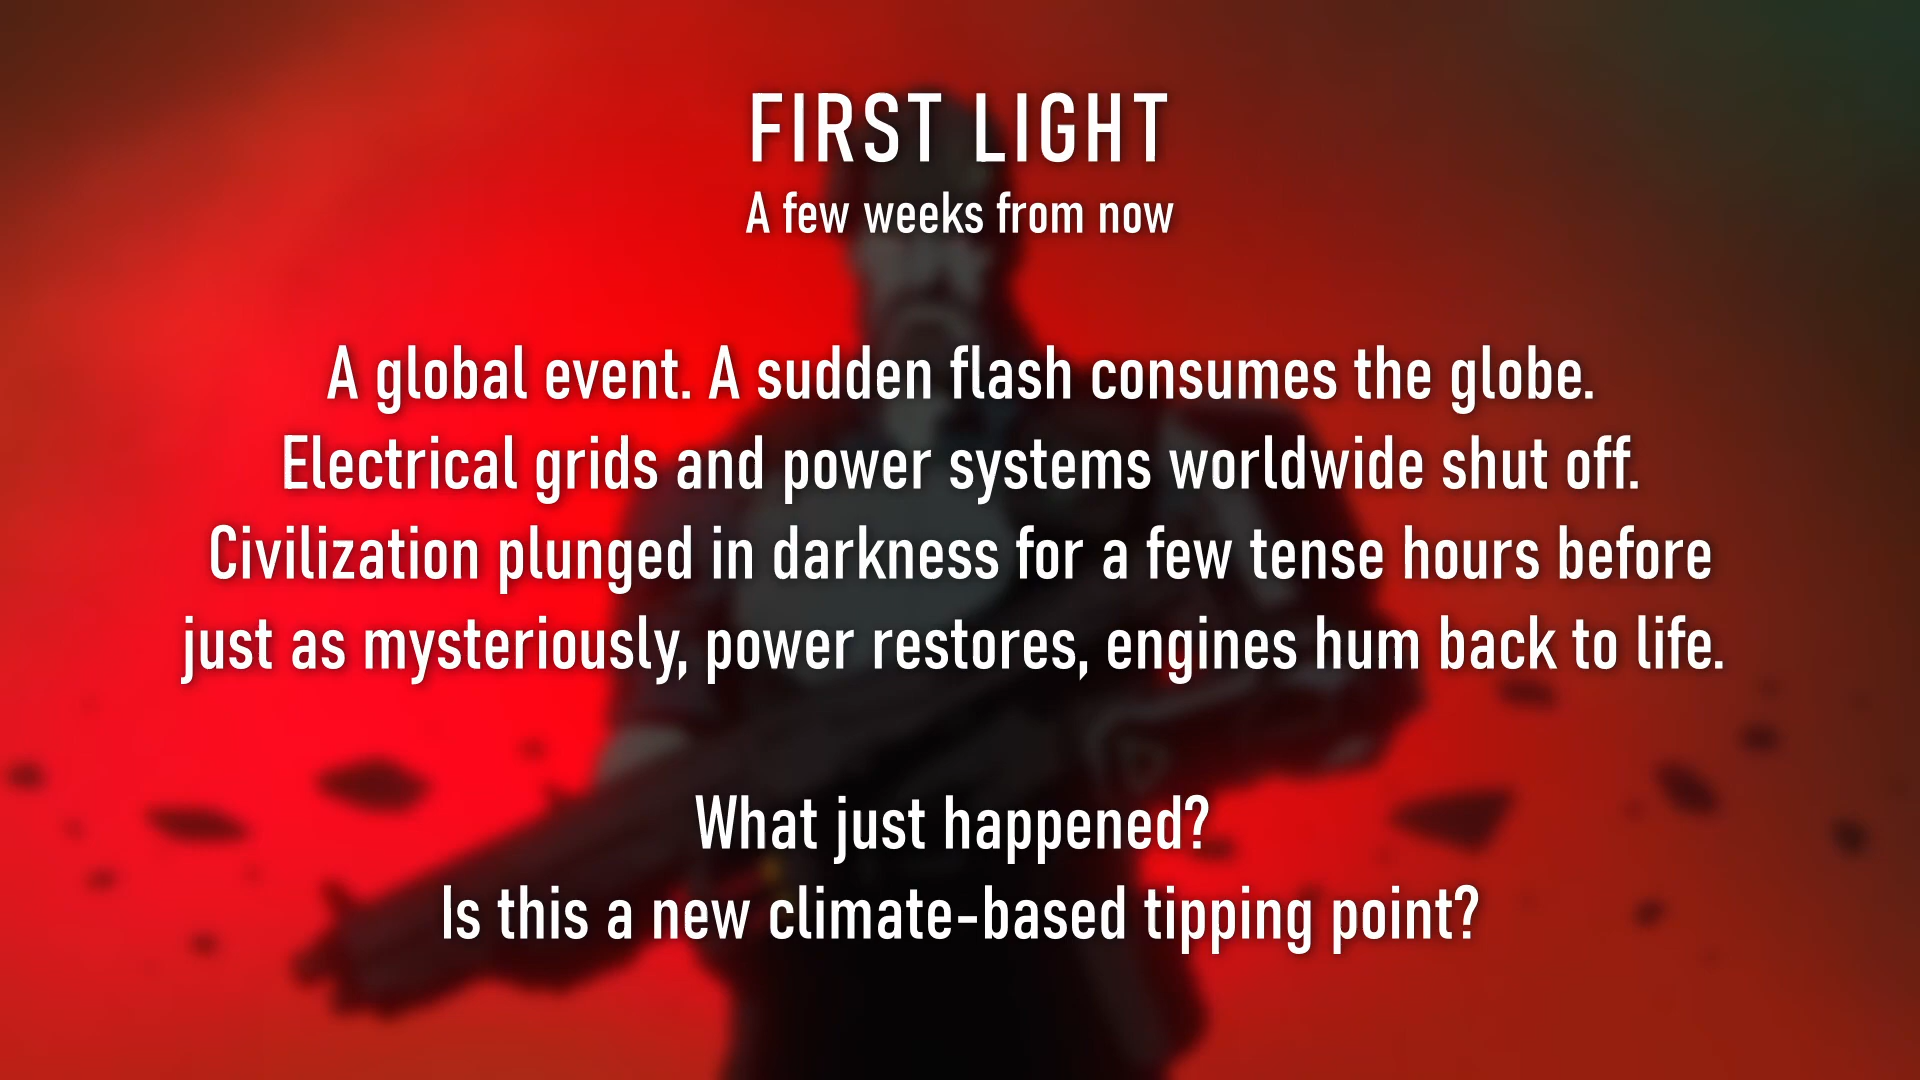 FIRST LIGHT
A few weeks from now
A global event. A sudden flash consumes the globe.
Electrical grids and power systems worldwide shut off.
Civilization plunged in darkness for a few tense hours before
just as mysteriously, power restores, engines hum back to life.
What just happened?
Is this a new climate-based tipping point?